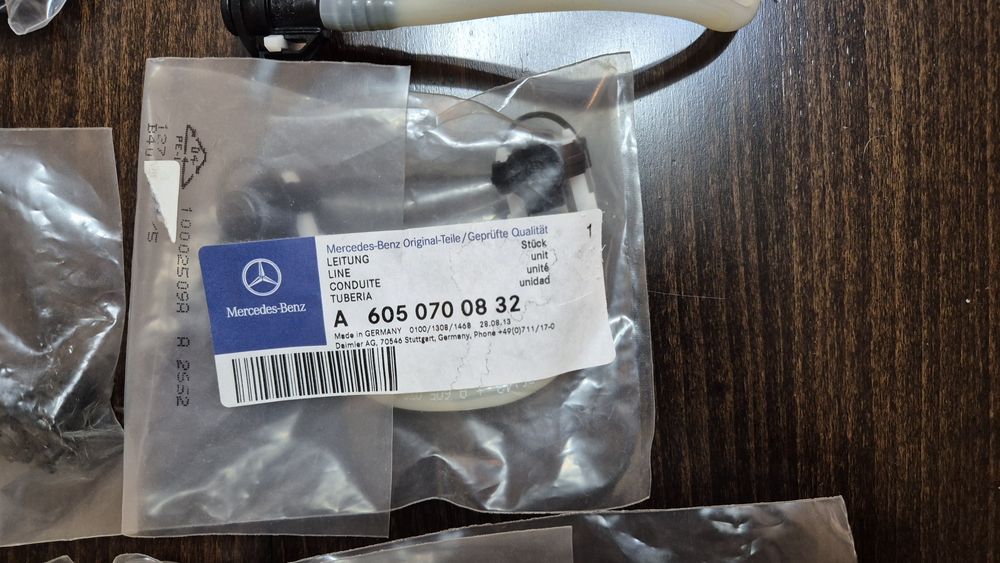 Mercedes-Benz Original-Teile/Geprüfte Qualität
LEITUNG Stück 1
LINE unit
CONDUITE unité
TUBERIA unidad
Mercedes-Benz
A 605 070 08 32
Made in GERMANY 0100/1308/1468 28.08.13
Daimler AG, 70546 Stuttgart, Germany, Phone +49(0)711/17-0
10002509A A 2552